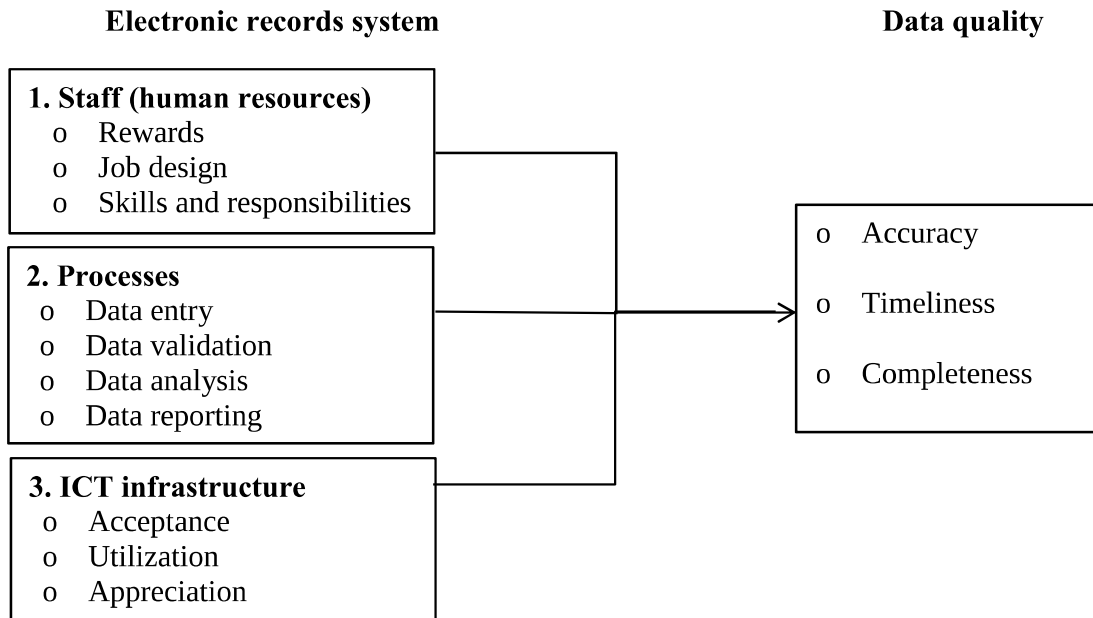 Electronic records system
Data quality
1. Staff (human resources)
o Rewards
o Job design
o Skills and responsibilities
2. Processes
o Data entry
o Data validation
o Data analysis
o Data reporting
3. ICT infrastructure
o Acceptance
o Utilization
o Appreciation
o Accuracy
o Timeliness
o Completeness